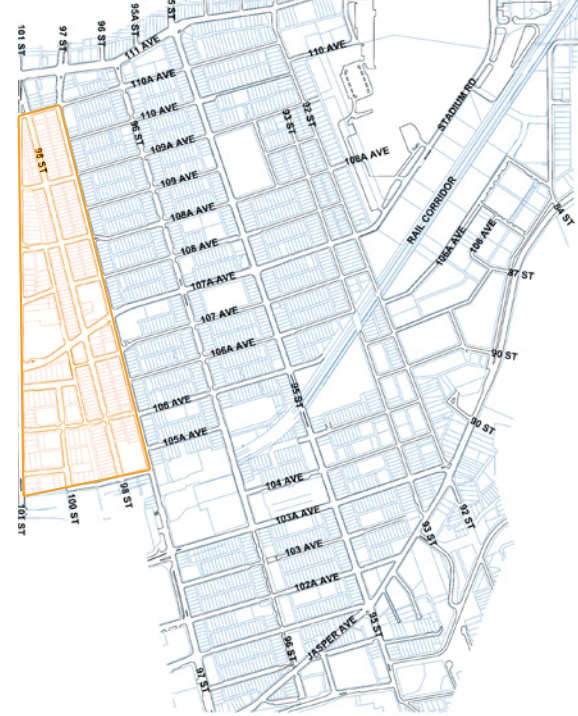 101 ST
97 ST
96 ST
95A ST
111 AVE
110 AVE
110A AVE
110 AVE
96 ST
109A AVE
93 ST
92 ST
STADIUM RD
98 ST
109 AVE
108A AVE
108A AVE
RAIL CORRIDOR
106A AVE
106 AVE
84 ST
108 AVE
107A AVE
87 ST
107 AVE
106A AVE
90 ST
95 ST
106 AVE
105A AVE
90 ST
104 AVE
98 ST
100 ST
101 ST
103A AVE
92 ST
93 ST
103 AVE
102A AVE
JASPER AVE
95 ST
96 ST
97 ST